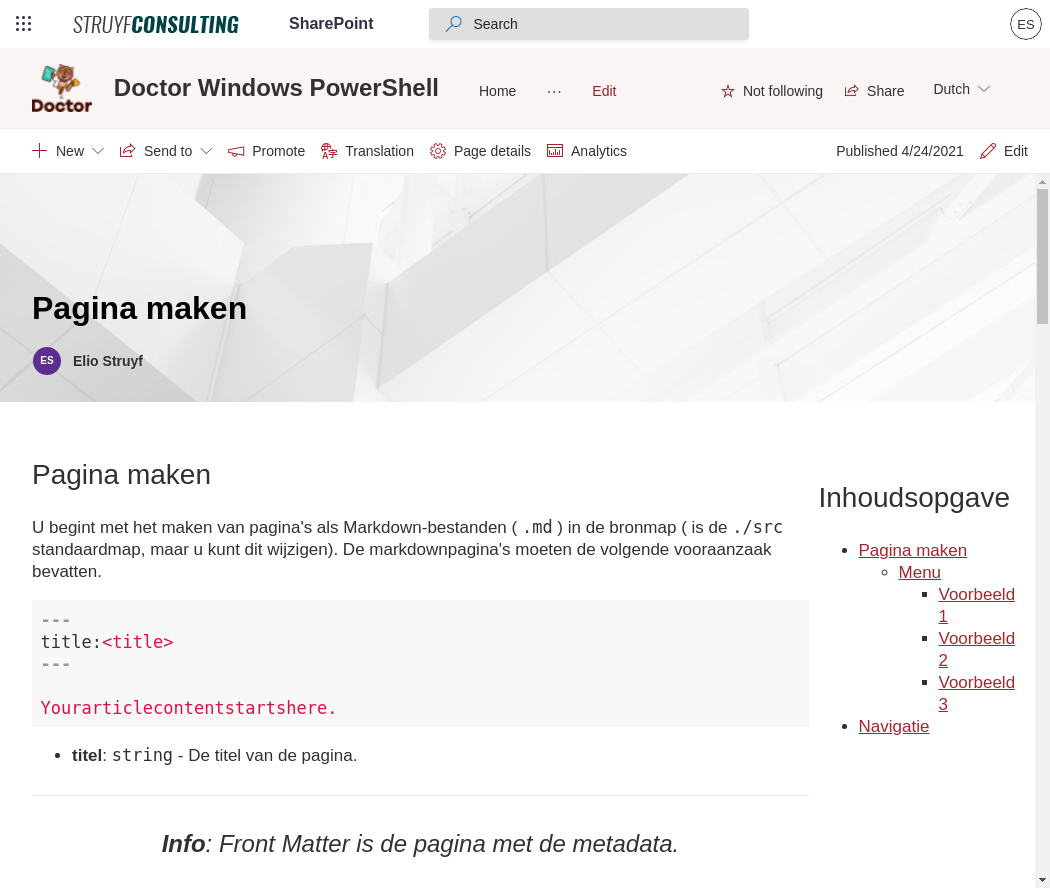 STRUYFCONSULTING SharePoint Search ES
Doctor
Doctor Windows PowerShell Home ··· Edit Not following Share Dutch
New Send to Promote Translation Page details Analytics Published 4/24/2021 Edit
Pagina maken
ES Elio Struyf
Pagina maken
U begint met het maken van pagina's als Markdown-bestanden ( .md ) in de bronmap ( is de ./src
standaardmap, maar u kunt dit wijzigen). De markdownpagina's moeten de volgende vooraanzaak
bevatten.
---
title:<title>
---
Yourarticlecontentstartshere.
• titel: string - De titel van de pagina.
Info: Front Matter is de pagina met de metadata.
Inhoudsopgave
Pagina maken
Menu
Voorbeeld
1
Voorbeeld
2
Voorbeeld
3
Navigatie